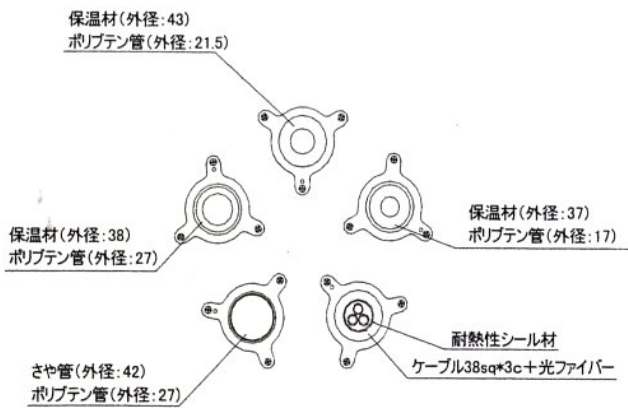 保温材(外径:43)
ポリブテン管(外径:21.5)
保温材(外径:38)
ポリブテン管(外径:27)
保温材(外径:37)
ポリブテン管(外径:17)
さや管(外径:42)
ポリブテン管(外径:27)
耐熱性シール材
ケーブル38sq*3c+光ファイバー